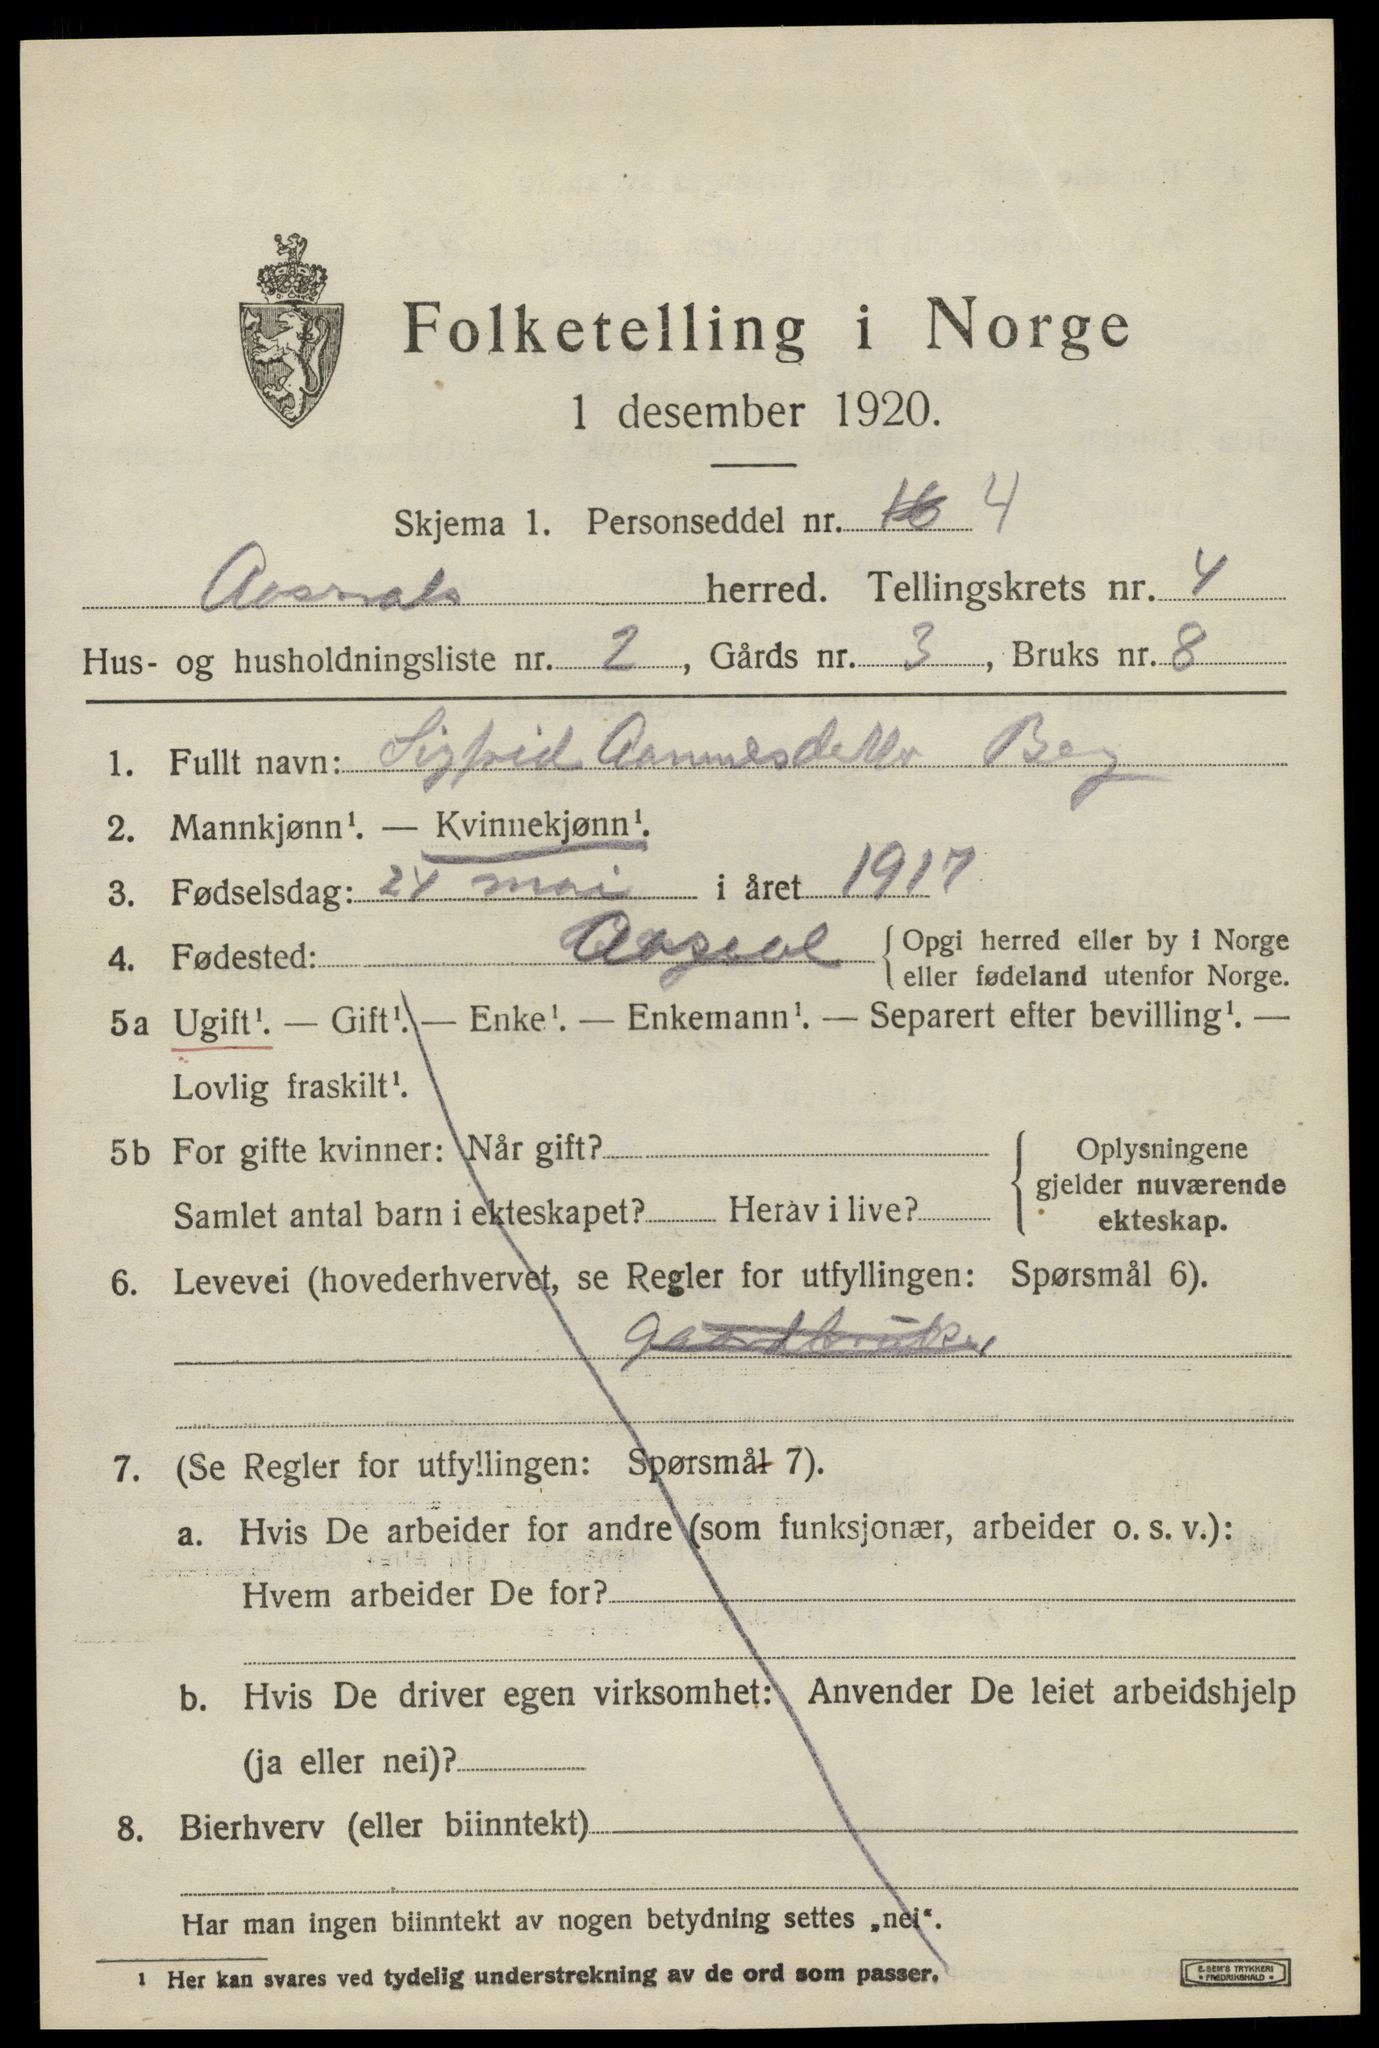 Folketelling i Norge
1 desember 1920.
Skjema 1. Personseddel nr. 16 4
herred. Tellingskrets nr. 4
Hus- og husholdningsliste nr. 2, Gårds nr. 3, Bruks nr. 8
1. Fullt navn: Sigfrid Berg
2. Mannkjønn¹. — Kvinnekjønn¹.
3. Fødselsdag: 24 mai i året 1917
4. Fødested: { Opgi herred eller by i Norge
eller fødeland utenfor Norge.
5a Ugift¹. — Gift¹. — Enke¹. — Enkemann¹. — Separert efter bevilling¹. —
Lovlig fraskilt¹.
5b For gifte kvinner: Når gift? { Oplysningene
gjelder nuværende
Samlet antal barn i ekteskapet? Herav i live? ekteskap.
6. Levevei (hovederhvervet, se Regler for utfyllingen: Spørsmål 6).
gaardbruker
7. (Se Regler for utfyllingen: Spørsmål 7).
a. Hvis De arbeider for andre (som funksjonær, arbeider o. s. v.):
Hvem arbeider De for?
b. Hvis De driver egen virksomhet: Anvender De leiet arbeidshjelp
(ja eller nei)?
8. Bierhverv (eller biinntekt)
Har man ingen biinntekt av nogen betydning settes „nei“.
1 Her kan svares ved tydelig understrekning av de ord som passer.
E. SEM'S TRYKKERI
FREDRIKSHALD